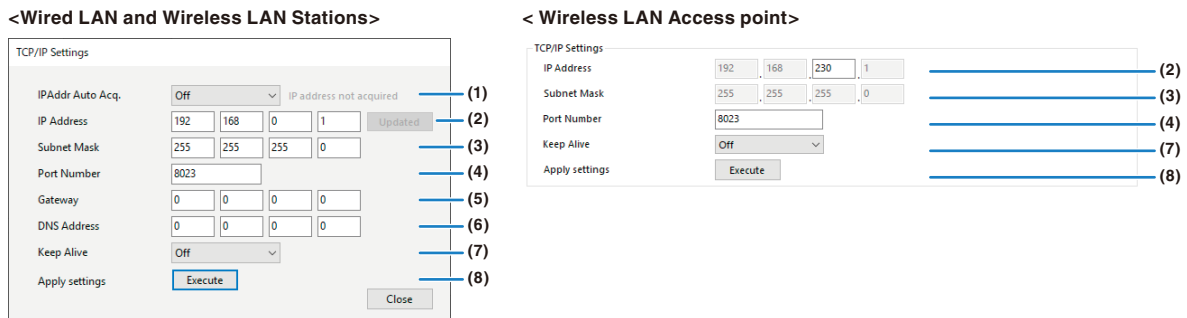 <Wired LAN and Wireless LAN Stations>
TCP/IP Settings
IPAddr Auto Acq. Off IP address not acquired (1)
IP Address 192 168 0 1 Updated (2)
Subnet Mask 255 255 255 0 (3)
Port Number 8023 (4)
Gateway 0 0 0 0 (5)
DNS Address 0 0 0 0 (6)
Keep Alive Off (7)
Apply settings Execute (8)
Close
< Wireless LAN Access point>
TCP/IP Settings
IP Address 192 . 168 . 230 . 1 (2)
Subnet Mask 255 . 255 . 255 . 0 (3)
Port Number 8023 (4)
Keep Alive Off (7)
Apply settings Execute (8)